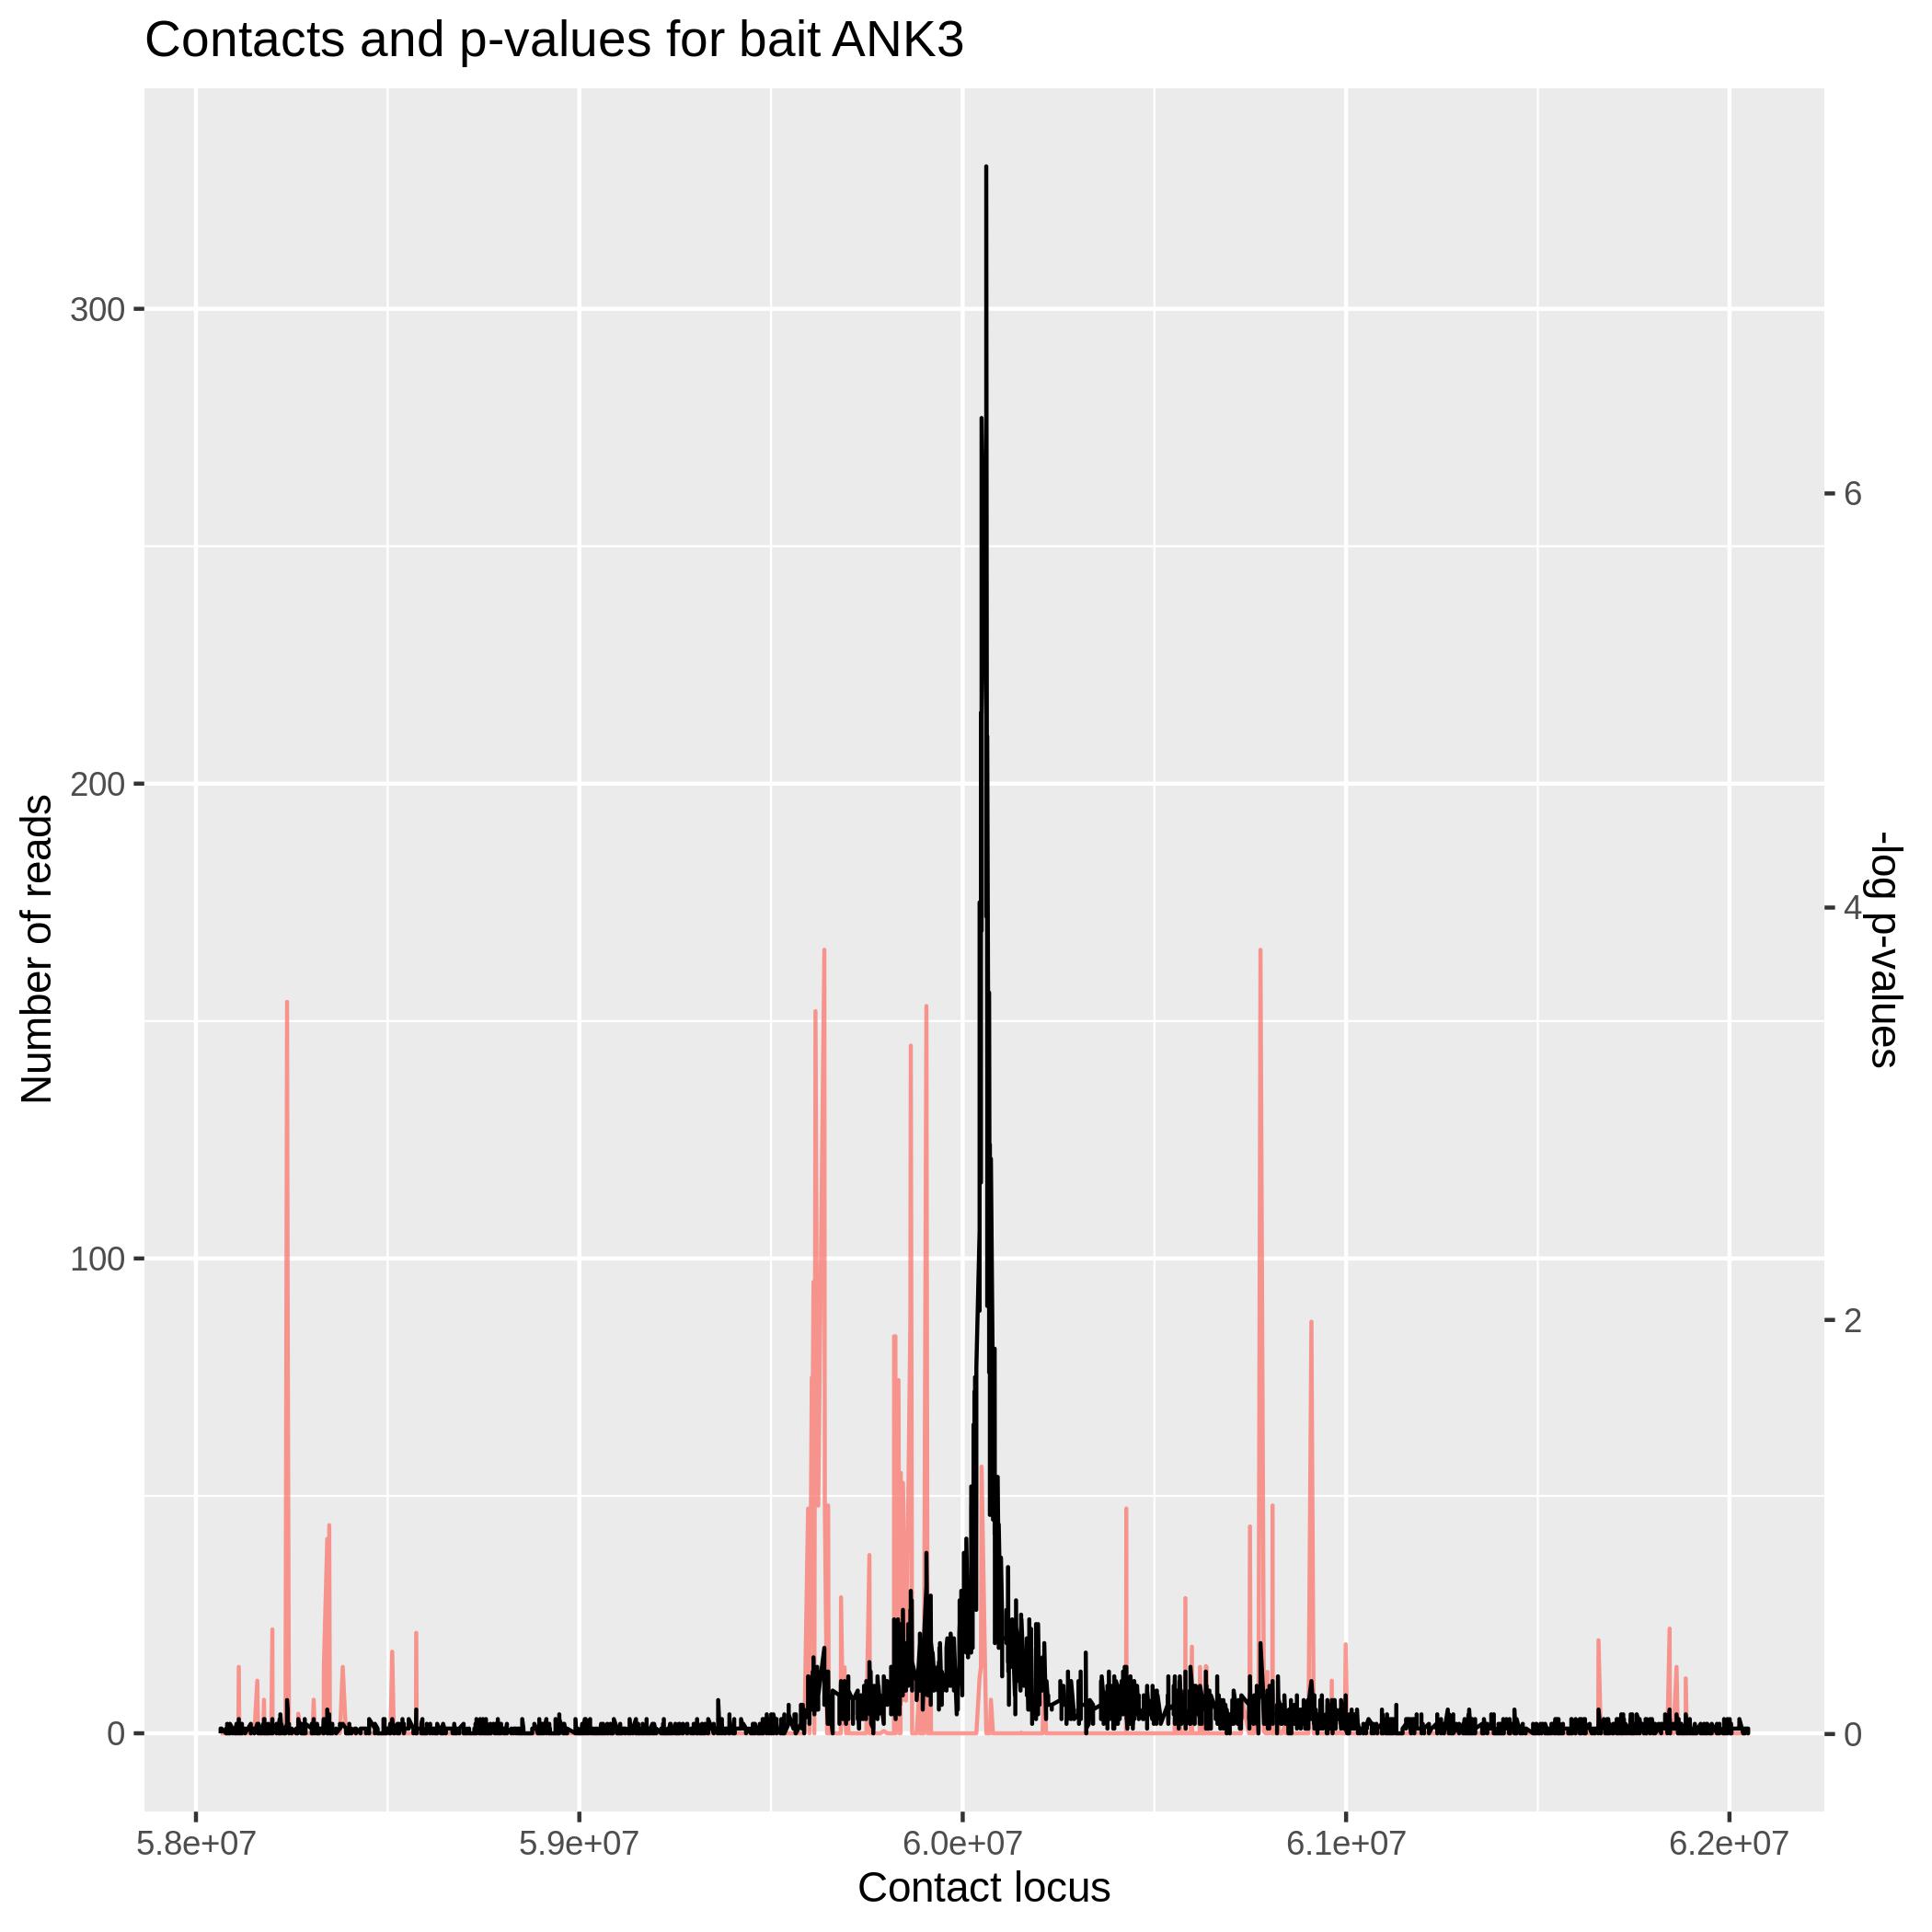 Contacts and p-values for bait ANK3
Number of reads
300
200
100
0
6
4
2
0
-log p-values
5.8e+07
5.9e+07
6.0e+07
6.1e+07
6.2e+07
Contact locus